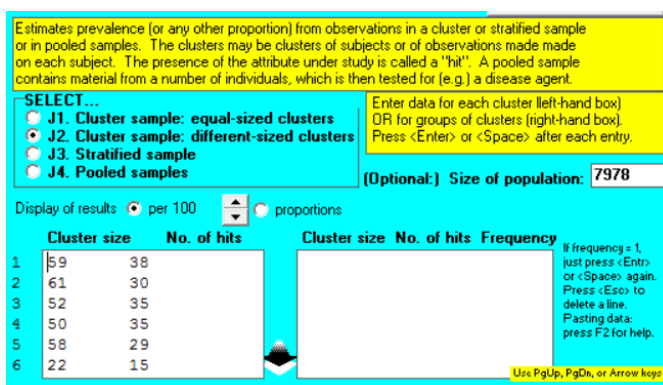 Estimates prevalence (or any other proportion) from observations in a cluster or stratified sample
or in pooled samples. The clusters may be clusters of subjects or of observations made made
on each subject. The presence of the attribute under study is called a "hit". A pooled sample
contains material from a number of individuals, which is then tested for (e.g.) a disease agent.
SELECT...
J1. Cluster sample: equal-sized clusters
J2. Cluster sample: different-sized clusters
J3. Stratified sample
J4. Pooled samples
Enter data for each cluster lleft-hand box)
OR for groups of clusters (right-hand box).
Press <Enter> or <Space> after each entry.
(Optional:) Size of population: 7978
Display of results per 100 proportions
Cluster size No. of hits
1 59 38
2 61 30
3 52 35
4 50 35
5 58 29
6 22 15
Cluster size No. of hits Frequency
If frequency = 1,
just press <Entr>
or <Space> again.
Press <Esc> to
delete a line.
Pasting data:
press F2 for help.
Use PgUp, PgDn, or Arrow keys